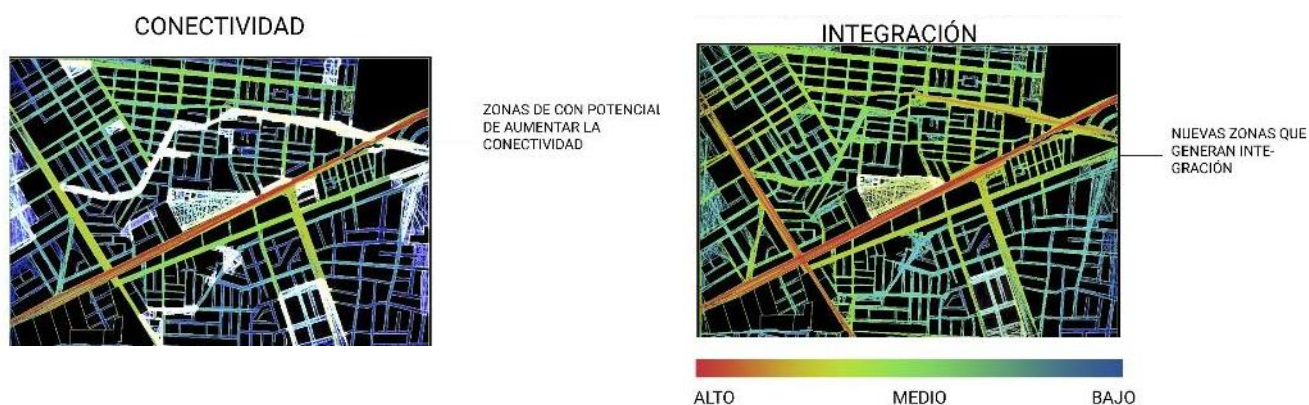 CONECTIVIDAD
ZONAS DE CON POTENCIAL
DE AUMENTAR LA
CONECTIVIDAD
INTEGRACIÓN
NUEVAS ZONAS QUE
GENERAN INTE-
GRACIÓN
ALTO MEDIO BAJO